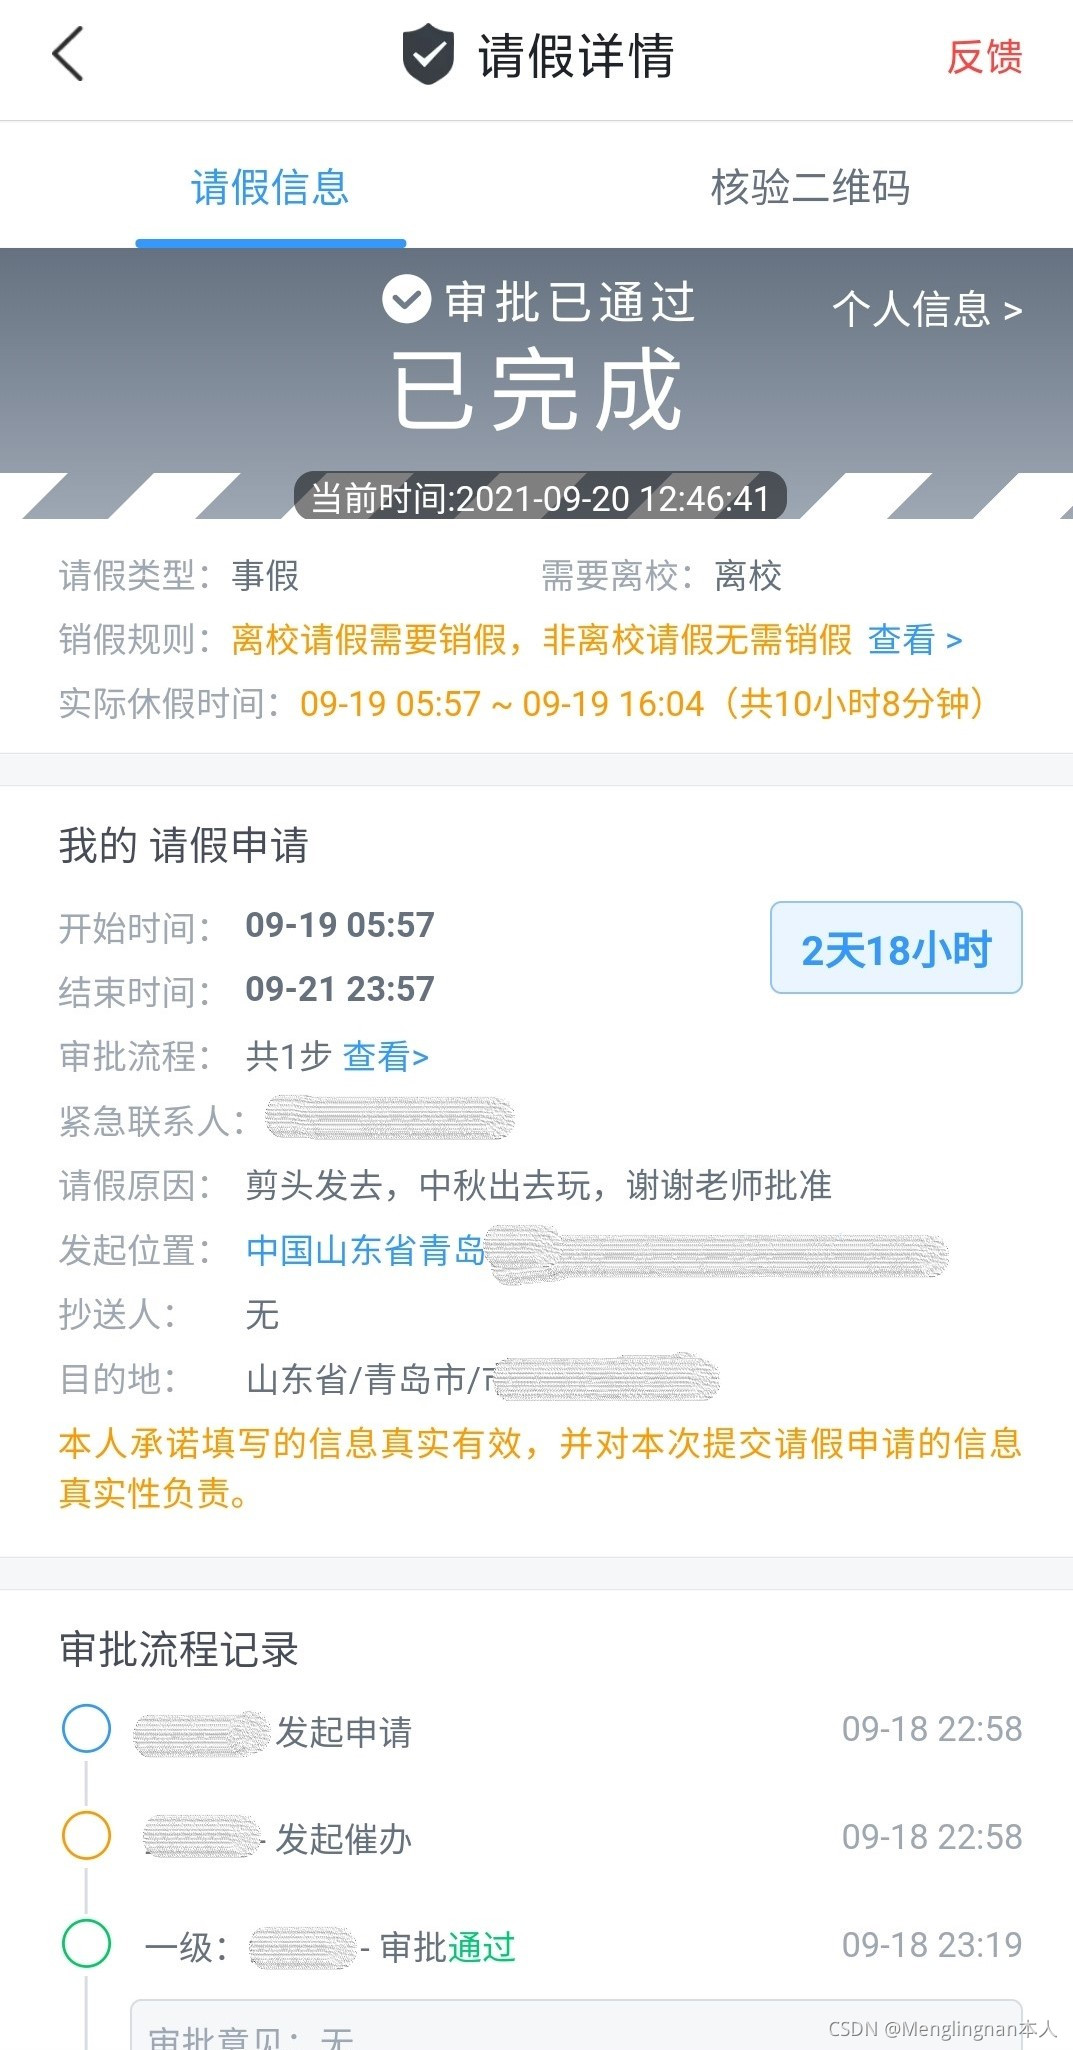 请假详情
反馈
请假信息
核验二维码
审批已通过
个人信息 >
已完成
当前时间:2021-09-20 12:46:41
请假类型：事假
需要离校：离校
销假规则：离校请假需要销假，非离校请假无需销假 查看 >
实际休假时间：09-19 05:57 ~ 09-19 16:04（共10小时8分钟）
我的 请假申请
开始时间：09-19 05:57
2天18小时
结束时间：09-21 23:57
审批流程：共1步 查看>
紧急联系人：
请假原因：剪头发去，中秋出去玩，谢谢老师批准
发起位置：中国山东省青岛
抄送人：无
目的地：山东省/青岛市/
本人承诺填写的信息真实有效，并对本次提交请假申请的信息
真实性负责。
审批流程记录
发起申请 09-18 22:58
- 发起催办 09-18 22:58
一级： - 审批通过 09-18 23:19
审批意见：无
CSDN @Menglingnan本人